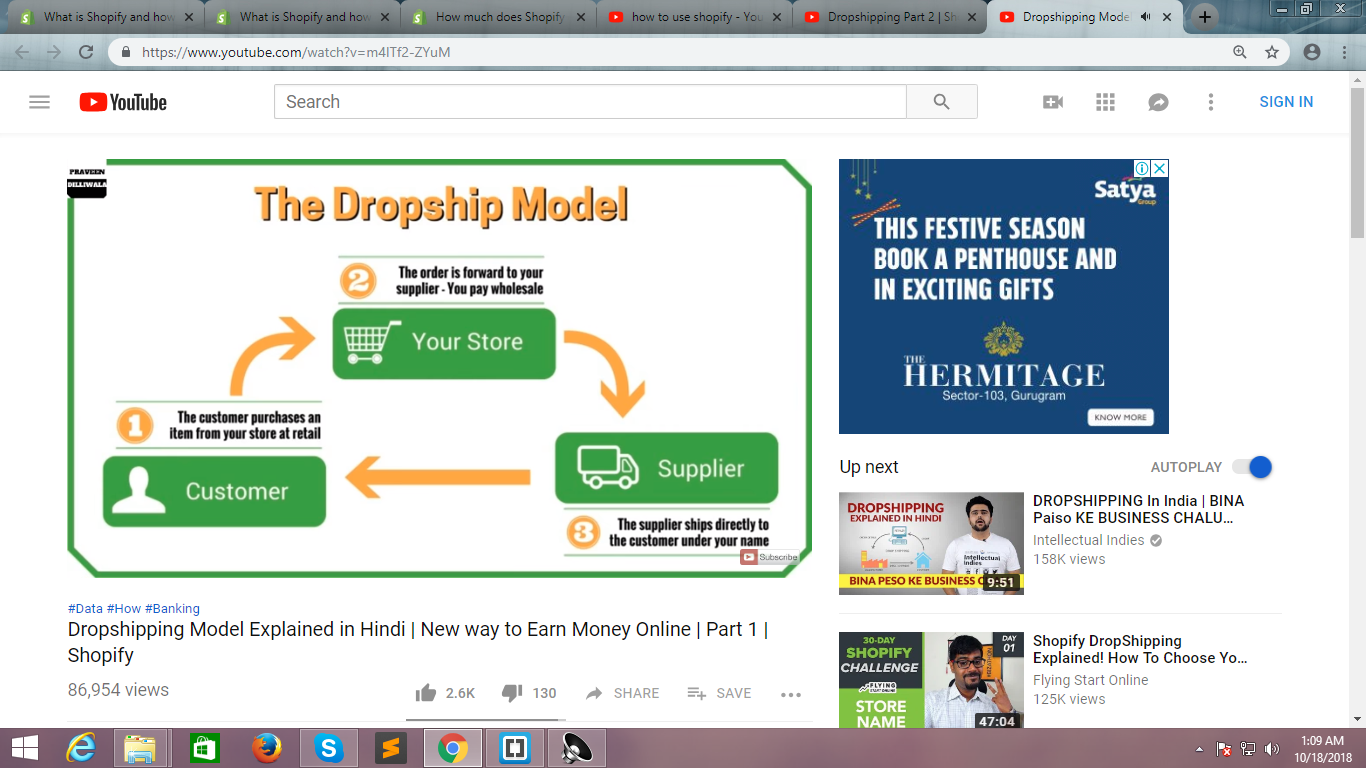 What is Shopify and how
What is Shopify and how
How much does Shopify
how to use shopify - You
Dropshipping Part 2 | Sh
Dropshipping Model
https://www.youtube.com/watch?v=m4ITf2-ZYuM
YouTube
Search
SIGN IN
PRAVEEN
DILLIWALA
The Dropship Model
2
The order is forward to your
supplier - You pay wholesale
Your Store
1
The customer purchases an
item from your store at retail
Customer
Supplier
3
The supplier ships directly to
the customer under your name
Subscribe
#Data #How #Banking
Dropshipping Model Explained in Hindi | New way to Earn Money Online | Part 1 |
Shopify
86,954 views
2.6K
130
SHARE
SAVE
Satya
Group
THIS FESTIVE SEASON
BOOK A PENTHOUSE AND
IN EXCITING GIFTS
THE
HERMITAGE
Sector-103, Gurugram
KNOW MORE
Up next
AUTOPLAY
DROPSHIPPING
EXPLAINED IN HINDI
Intellectual
Indies
BINA PESO KE BUSINESS
9:51
DROPSHIPPING In India | BINA
Paiso KE BUSINESS CHALU...
Intellectual Indies
158K views
30-DAY
SHOPIFY
CHALLENGE
FLYING
START ONLINE
STORE
NAME
DAY
01
47:04
Shopify DropShipping
Explained! How To Choose Yo...
Flying Start Online
125K views
1:09 AM
10/18/2018